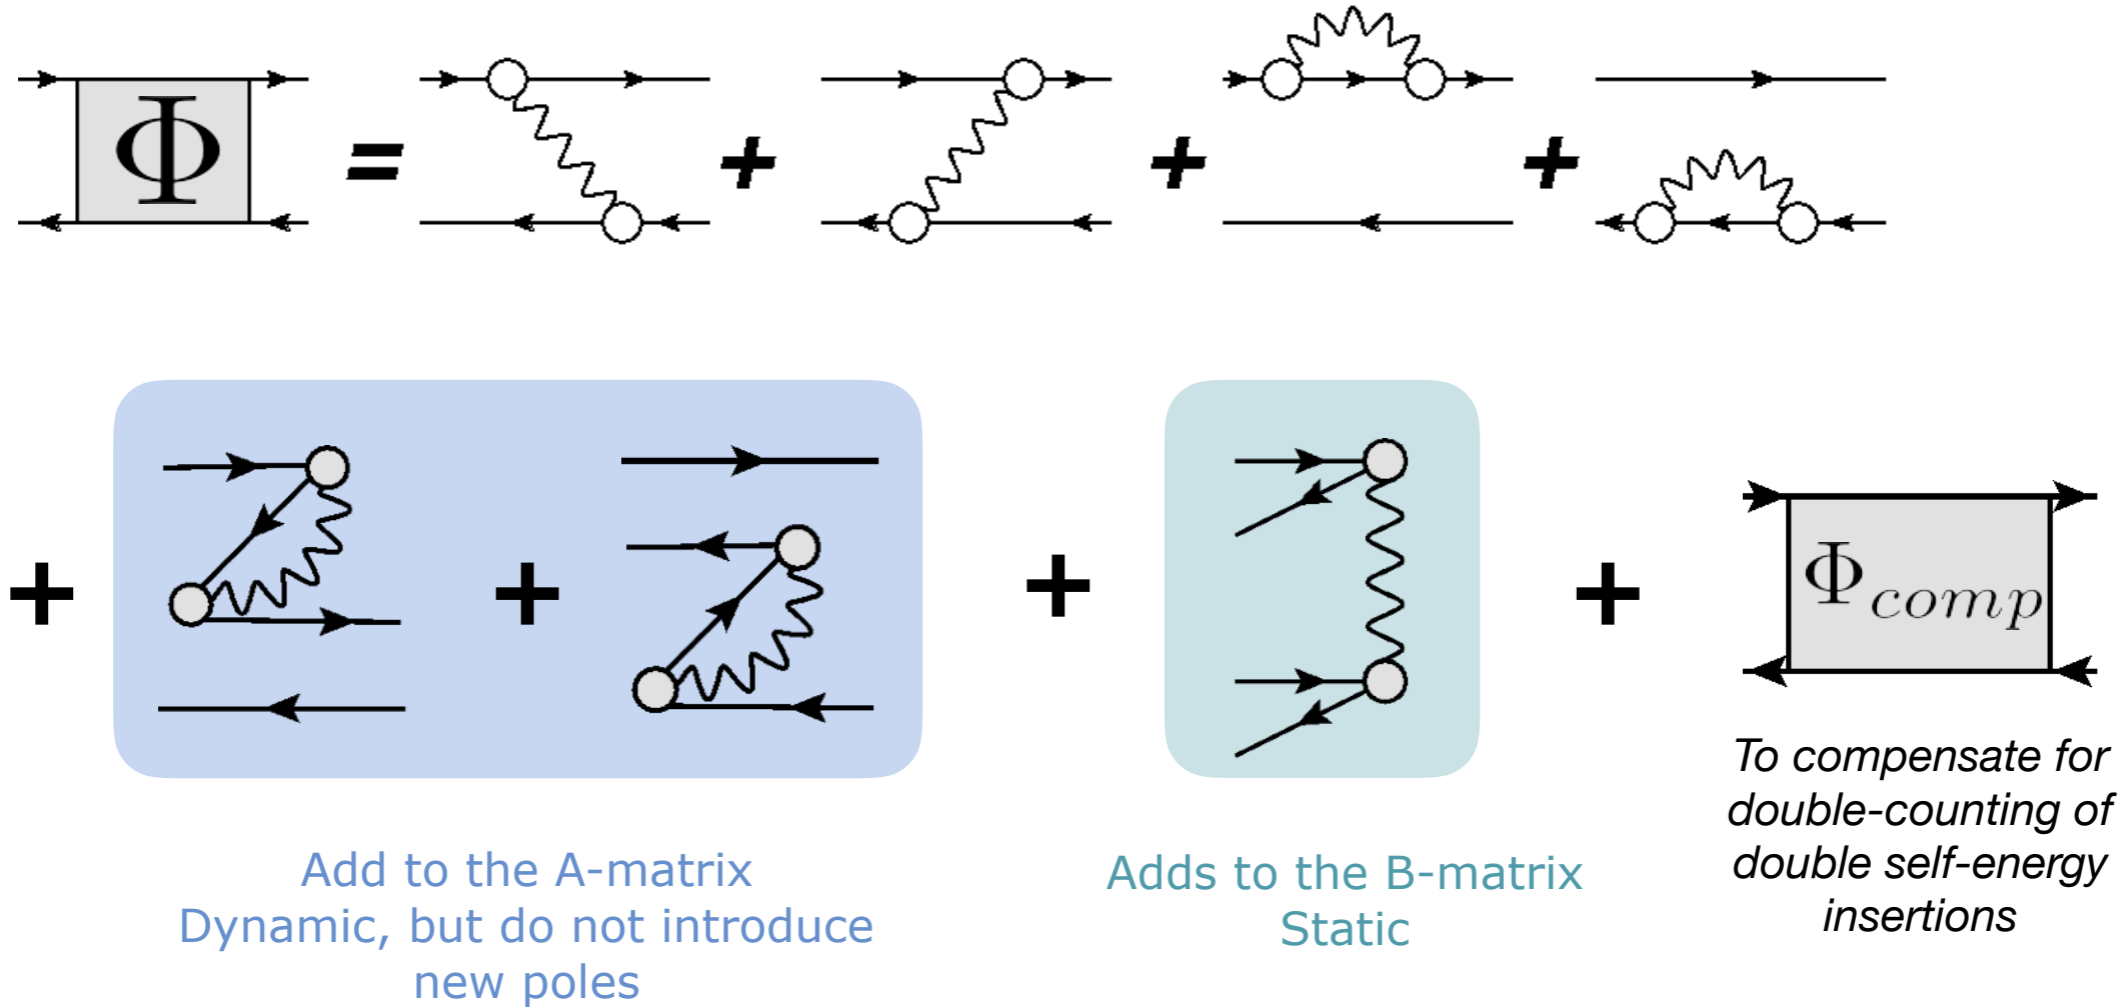 Φ = + + +
+ + + + Φ_comp
To compensate for
double-counting of
double self-energy
insertions
Add to the A-matrix
Dynamic, but do not introduce
new poles
Adds to the B-matrix
Static